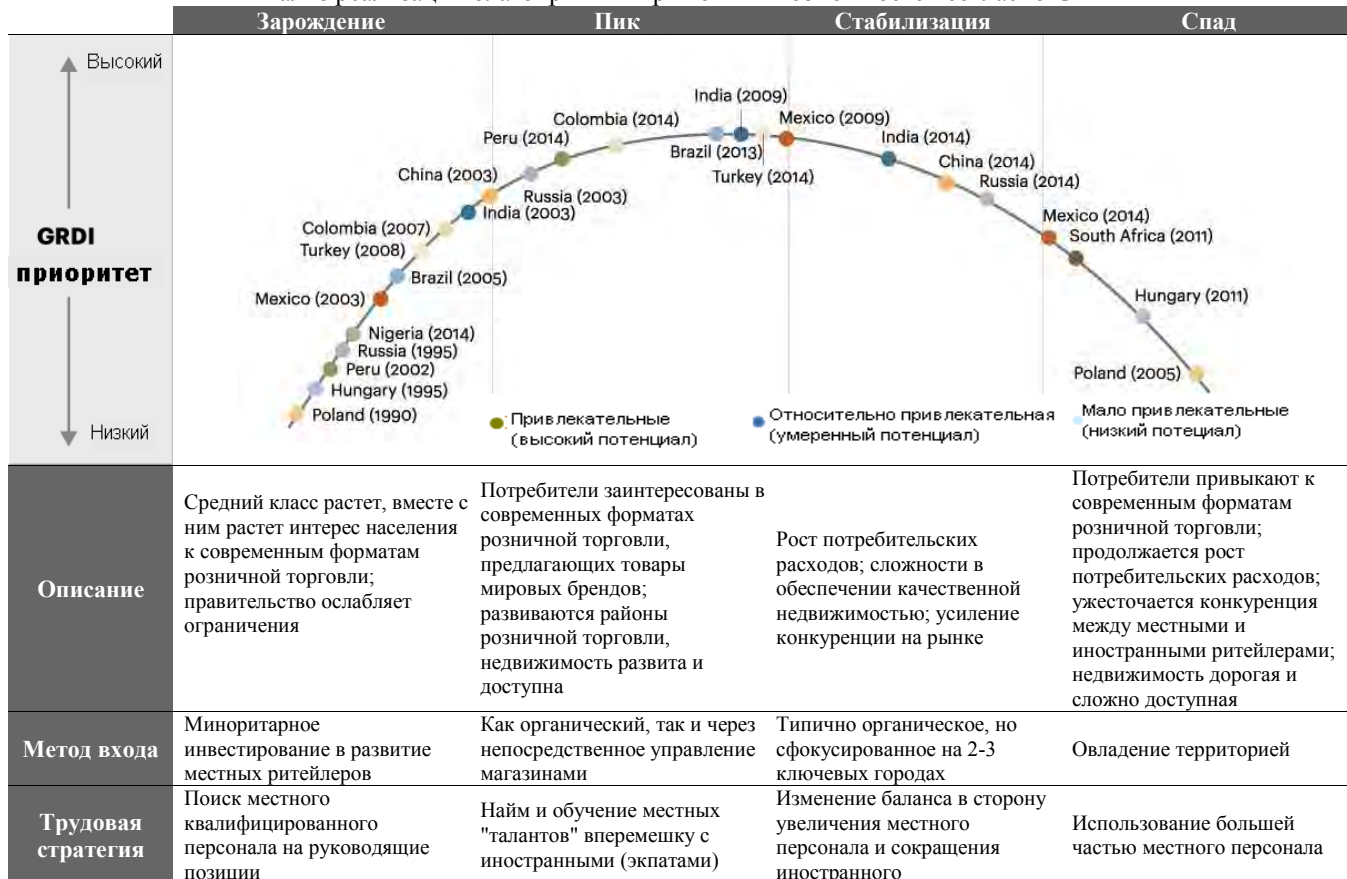 Зарождение Пик Стабилизация Спад
Высокий
GRDI
приоритет
Низкий
India (2009)
Colombia (2014)
Mexico (2009)
Peru (2014)
India (2014)
Brazil (2013)
China (2014)
China (2003)
Turkey (2014)
Russia (2014)
Russia (2003)
India (2003)
Mexico (2014)
Colombia (2007)
South Africa (2011)
Turkey (2008)
Brazil (2005)
Mexico (2003)
Hungary (2011)
Nigeria (2014)
Russia (1995)
Peru (2002)
Poland (2005)
Hungary (1995)
Poland (1990)
Привлекательные
(высокий потенциал)
Относительно привлекательная
(умеренный потенциал)
Мало привлекательные
(низкий потециал)
Описание
Средний класс растет, вместе с
ним растет интерес населения
к современным форматам
розничной торговли;
правительство ослабляет
ограничения
Потребители заинтересованы в
современных форматах
розничной торговли,
предлагающих товары
мировых брендов;
развиваются районы
розничной торговли,
недвижимость развита и
доступна
Рост потребительских
расходов; сложности в
обеспечении качественной
недвижимостью; усиление
конкуренции на рынке
Потребители привыкают к
современным форматам
розничной торговли;
продолжается рост
потребительских расходов;
ужесточается конкуренция
между местными и
иностранными ритейлерами;
недвижимость дорогая и
сложно доступная
Метод входа
Миноритарное
инвестирование в развитие
местных ритейлеров
Как органический, так и через
непосредственное управление
магазинами
Типично органическое, но
сфокусированное на 2-3
ключевых городах
Овладение территорией
Трудовая
стратегия
Поиск местного
квалифицированного
персонала на руководящие
позиции
Найм и обучение местных
"талантов" вперемешку с
иностранными (экпатами)
Изменение баланса в сторону
увеличения местного
персонала и сокращения
иностранного
Использование большей
частью местного персонала